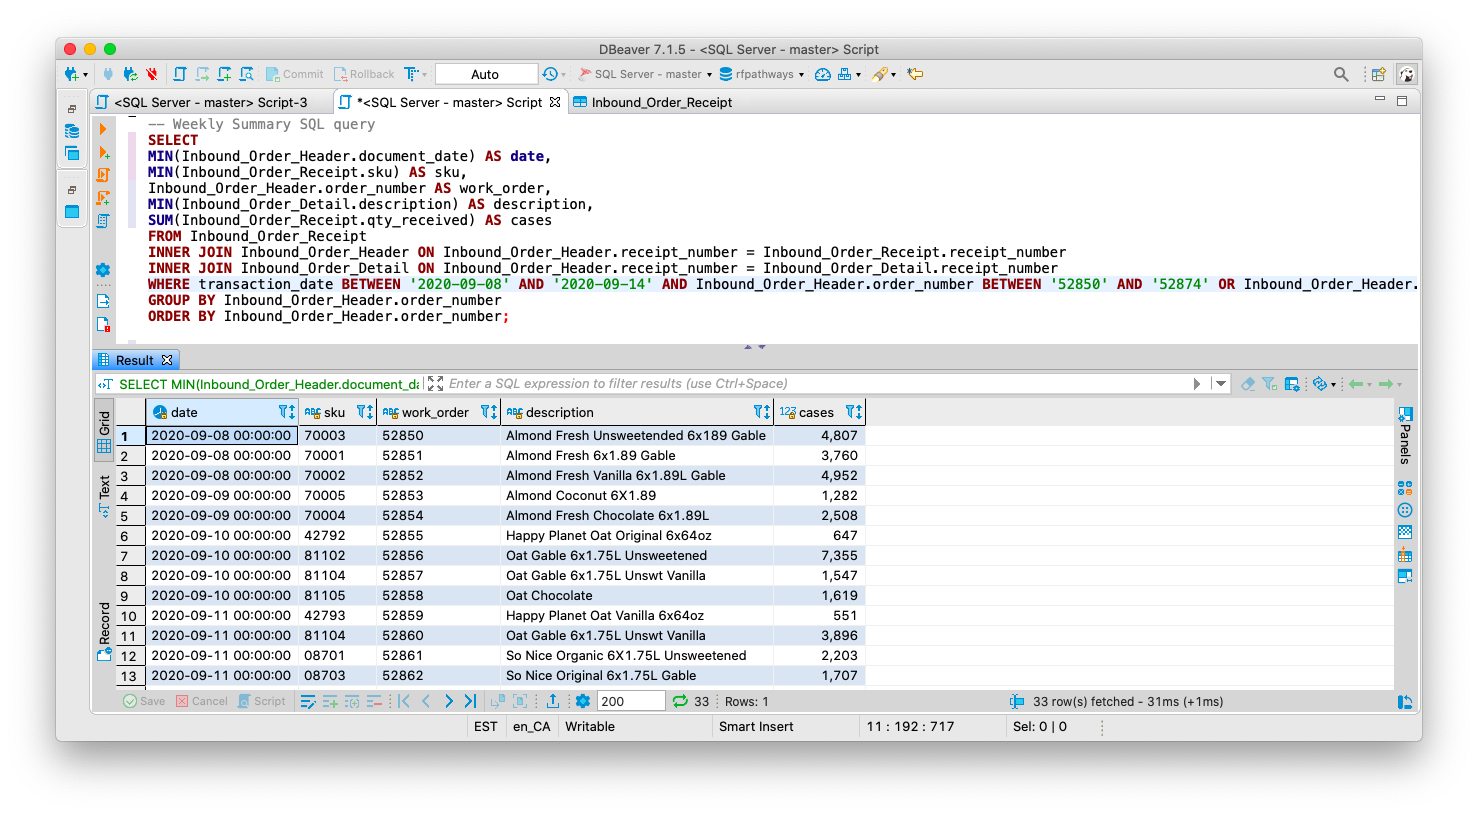 DBeaver 7.1.5 - <SQL Server - master> Script
Commit Rollback Auto SQL Server - master rfpathways
<SQL Server - master> Script-3 *<SQL Server - master> Script Inbound_Order_Receipt
-- Weekly Summary SQL query
SELECT
MIN(Inbound_Order_Header.document_date) AS date,
MIN(Inbound_Order_Receipt.sku) AS sku,
Inbound_Order_Header.order_number AS work_order,
MIN(Inbound_Order_Detail.description) AS description,
SUM(Inbound_Order_Receipt.qty_received) AS cases
FROM Inbound_Order_Receipt
INNER JOIN Inbound_Order_Header ON Inbound_Order_Header.receipt_number = Inbound_Order_Receipt.receipt_number
INNER JOIN Inbound_Order_Detail ON Inbound_Order_Header.receipt_number = Inbound_Order_Detail.receipt_number
WHERE transaction_date BETWEEN '2020-09-08' AND '2020-09-14' AND Inbound_Order_Header.order_number BETWEEN '52850' AND '52874' OR Inbound_Order_Header.
GROUP BY Inbound_Order_Header.order_number
ORDER BY Inbound_Order_Header.order_number;
Result
SELECT MIN(Inbound_Order_Header.document_da Enter a SQL expression to filter results (use Ctrl+Space)
Grid
Text
Record
Panels
date sku work_order description cases
1 2020-09-08 00:00:00 70003 52850 Almond Fresh Unsweetended 6x189 Gable 4,807
2 2020-09-08 00:00:00 70001 52851 Almond Fresh 6x1.89 Gable 3,760
3 2020-09-08 00:00:00 70002 52852 Almond Fresh Vanilla 6x1.89L Gable 4,952
4 2020-09-09 00:00:00 70005 52853 Almond Coconut 6X1.89 1,282
5 2020-09-09 00:00:00 70004 52854 Almond Fresh Chocolate 6x1.89L 2,508
6 2020-09-10 00:00:00 42792 52855 Happy Planet Oat Original 6x64oz 647
7 2020-09-10 00:00:00 81102 52856 Oat Gable 6x1.75L Unsweetened 7,355
8 2020-09-10 00:00:00 81104 52857 Oat Gable 6x1.75L Unswt Vanilla 1,547
9 2020-09-10 00:00:00 81105 52858 Oat Chocolate 1,619
10 2020-09-11 00:00:00 42793 52859 Happy Planet Oat Vanilla 6x64oz 551
11 2020-09-11 00:00:00 81104 52860 Oat Gable 6x1.75L Unswt Vanilla 3,896
12 2020-09-11 00:00:00 08701 52861 So Nice Organic 6X1.75L Unsweetened 2,203
13 2020-09-11 00:00:00 08703 52862 So Nice Original 6x1.75L Gable 1,707
Save Cancel Script 200 33 Rows: 1 33 row(s) fetched - 31ms (+1ms)
EST en_CA Writable Smart Insert 11 : 192 : 717 Sel: 0 | 0